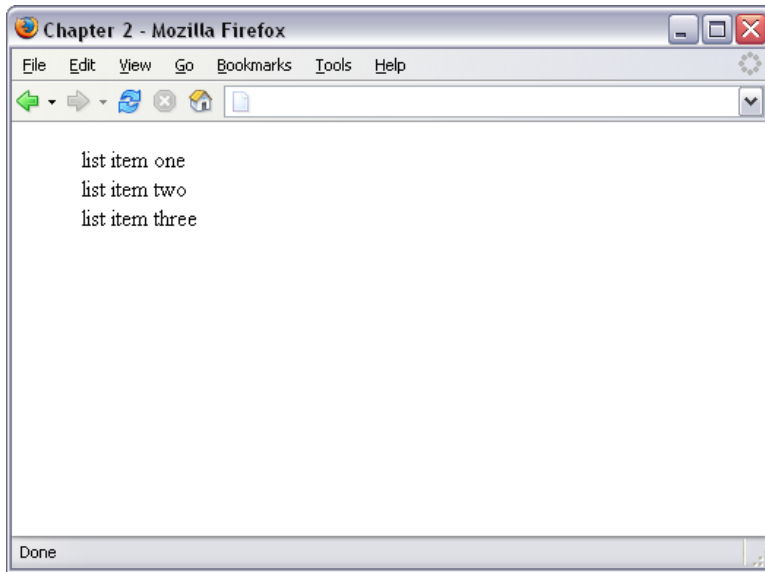 Chapter 2 - Mozilla Firefox
File Edit View Go Bookmarks Tools Help
list item one
list item two
list item three
Done